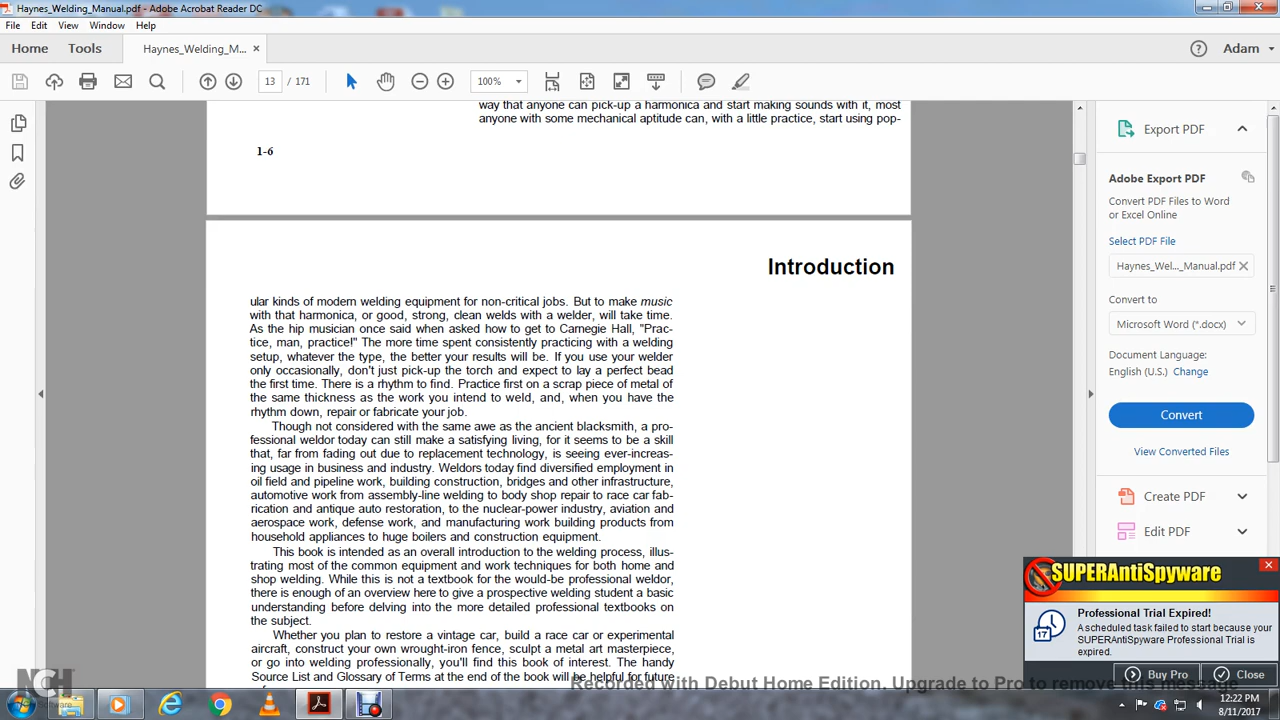 Haynes_Welding_Manual.pdf - Adobe Acrobat Reader DC
File Edit View Window Help
Home Tools Haynes_Welding_M... × Adam
13 / 171 100%
way that anyone can pick-up a harmonica and start making sounds with it, most
anyone with some mechanical aptitude can, with a little practice, start using pop-
1-6
Introduction
ular kinds of modern welding equipment for non-critical jobs. But to make music
with that harmonica, or good, strong, clean welds with a welder, will take time.
As the hip musician once said when asked how to get to Carnegie Hall, "Prac-
tice, man, practice!" The more time spent consistently practicing with a welding
setup, whatever the type, the better your results will be. If you use your welder
only occasionally, don't just pick-up the torch and expect to lay a perfect bead
the first time. There is a rhythm to find. Practice first on a scrap piece of metal of
the same thickness as the work you intend to weld, and, when you have the
rhythm down, repair or fabricate your job.
Though not considered with the same awe as the ancient blacksmith, a pro-
fessional weldor today can still make a satisfying living, for it seems to be a skill
that, far from fading out due to replacement technology, is seeing ever-increas-
ing usage in business and industry. Weldors today find diversified employment in
oil field and pipeline work, building construction, bridges and other infrastructure,
automotive work from assembly-line welding to body shop repair to race car fab-
rication and antique auto restoration, to the nuclear-power industry, aviation and
aerospace work, defense work, and manufacturing work building products from
household appliances to huge boilers and construction equipment.
This book is intended as an overall introduction to the welding process, illus-
trating most of the common equipment and work techniques for both home and
shop welding. While this is not a textbook for the would-be professional weldor,
there is enough of an overview here to give a prospective welding student a basic
understanding before delving into the more detailed professional textbooks on
the subject.
Whether you plan to restore a vintage car, build a race car or experimental
aircraft, construct your own wrought-iron fence, sculpt a metal art masterpiece,
or go into welding professionally, you'll find this book of interest. The handy
Source List and Glossary of Terms at the end of the book will be helpful for future
Export PDF
Adobe Export PDF
Convert PDF Files to Word
or Excel Online
Select PDF File
Haynes_Wel..._Manual.pdf ×
Convert to
Microsoft Word (*.docx)
Document Language:
English (U.S.) Change
Convert
View Converted Files
Create PDF
Edit PDF
SUPERAntiSpyware
Professional Trial Expired!
A scheduled task failed to start because your
SUPERAntiSpyware Professional Trial is
expired.
17
Buy Pro Close
NCH Software
Recorded with Debut Home Edition. Upgrade to Pro to remove this message
12:22 PM
8/11/2017